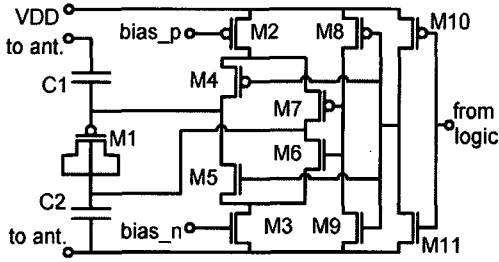 VDD
to ant.
bias_p
M2
M8
M10
C1
M4
M7
from
logic
M1
M6
C2
M5
to ant.
bias_n
M3
M9
M11